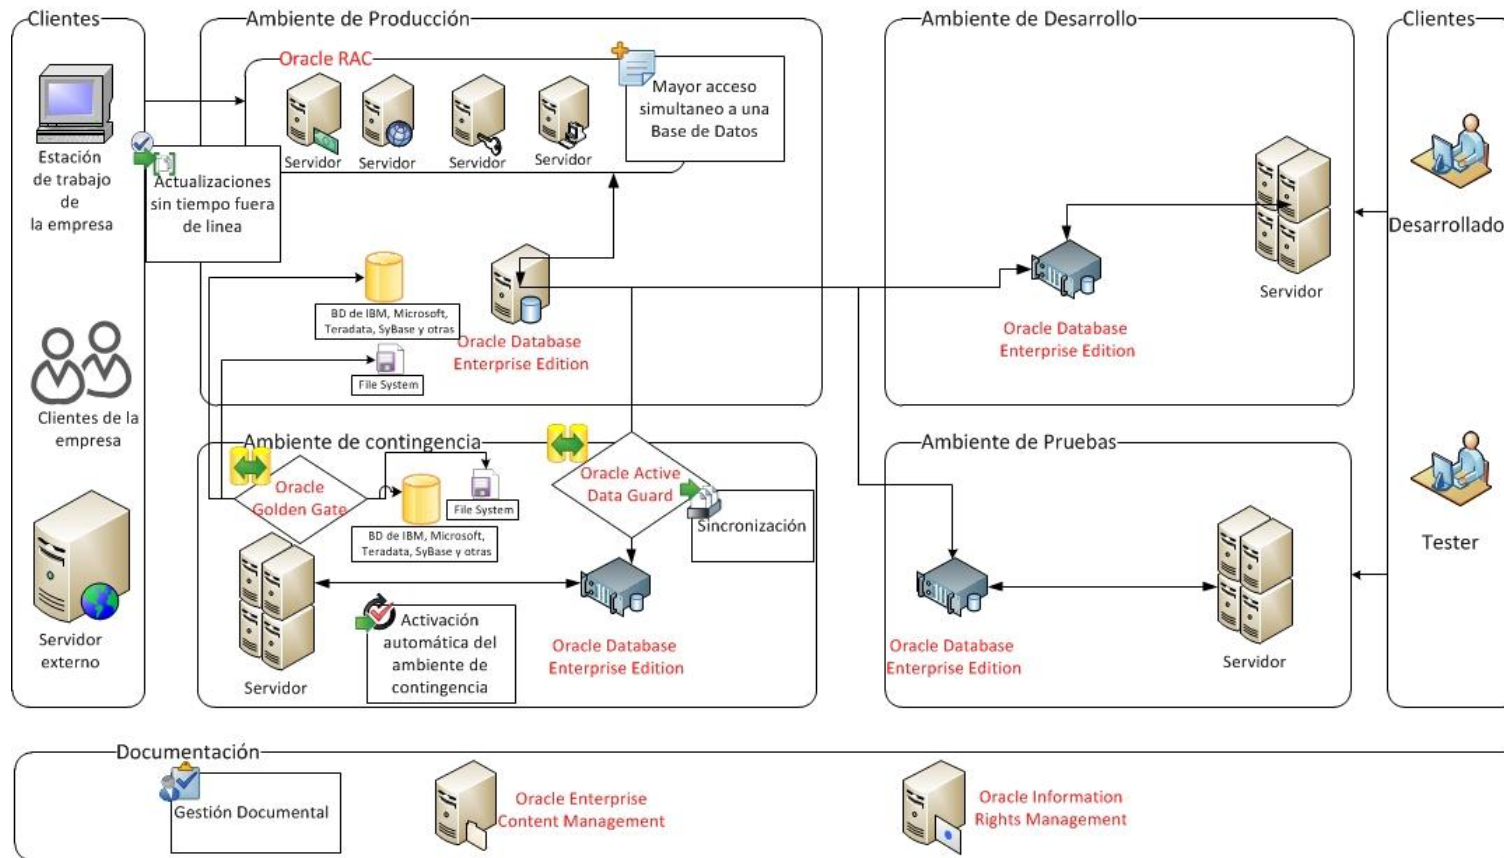 Clientes
Estación
de trabajo
de
la empresa
Clientes de la
empresa
Servidor
externo
Ambiente de Producción
Oracle RAC
Servidor
Servidor
Servidor
Servidor
Mayor acceso
simultaneo a una
Base de Datos
Actualizaciones
sin tiempo fuera
de linea
BD de IBM, Microsoft,
Teradata, SyBase y otras
File System
Oracle Database
Enterprise Edition
Ambiente de contingencia
Oracle
Golden Gate
File System
BD de IBM, Microsoft,
Teradata, SyBase y otras
Oracle Active
Data Guard
Sincronización
Servidor
Activación
automática del
ambiente de
contingencia
Oracle Database
Enterprise Edition
Ambiente de Desarrollo
Oracle Database
Enterprise Edition
Servidor
Ambiente de Pruebas
Oracle Database
Enterprise Edition
Servidor
Clientes
Desarrollado
Tester
Documentación
Gestión Documental
Oracle Enterprise
Content Management
Oracle Information
Rights Management